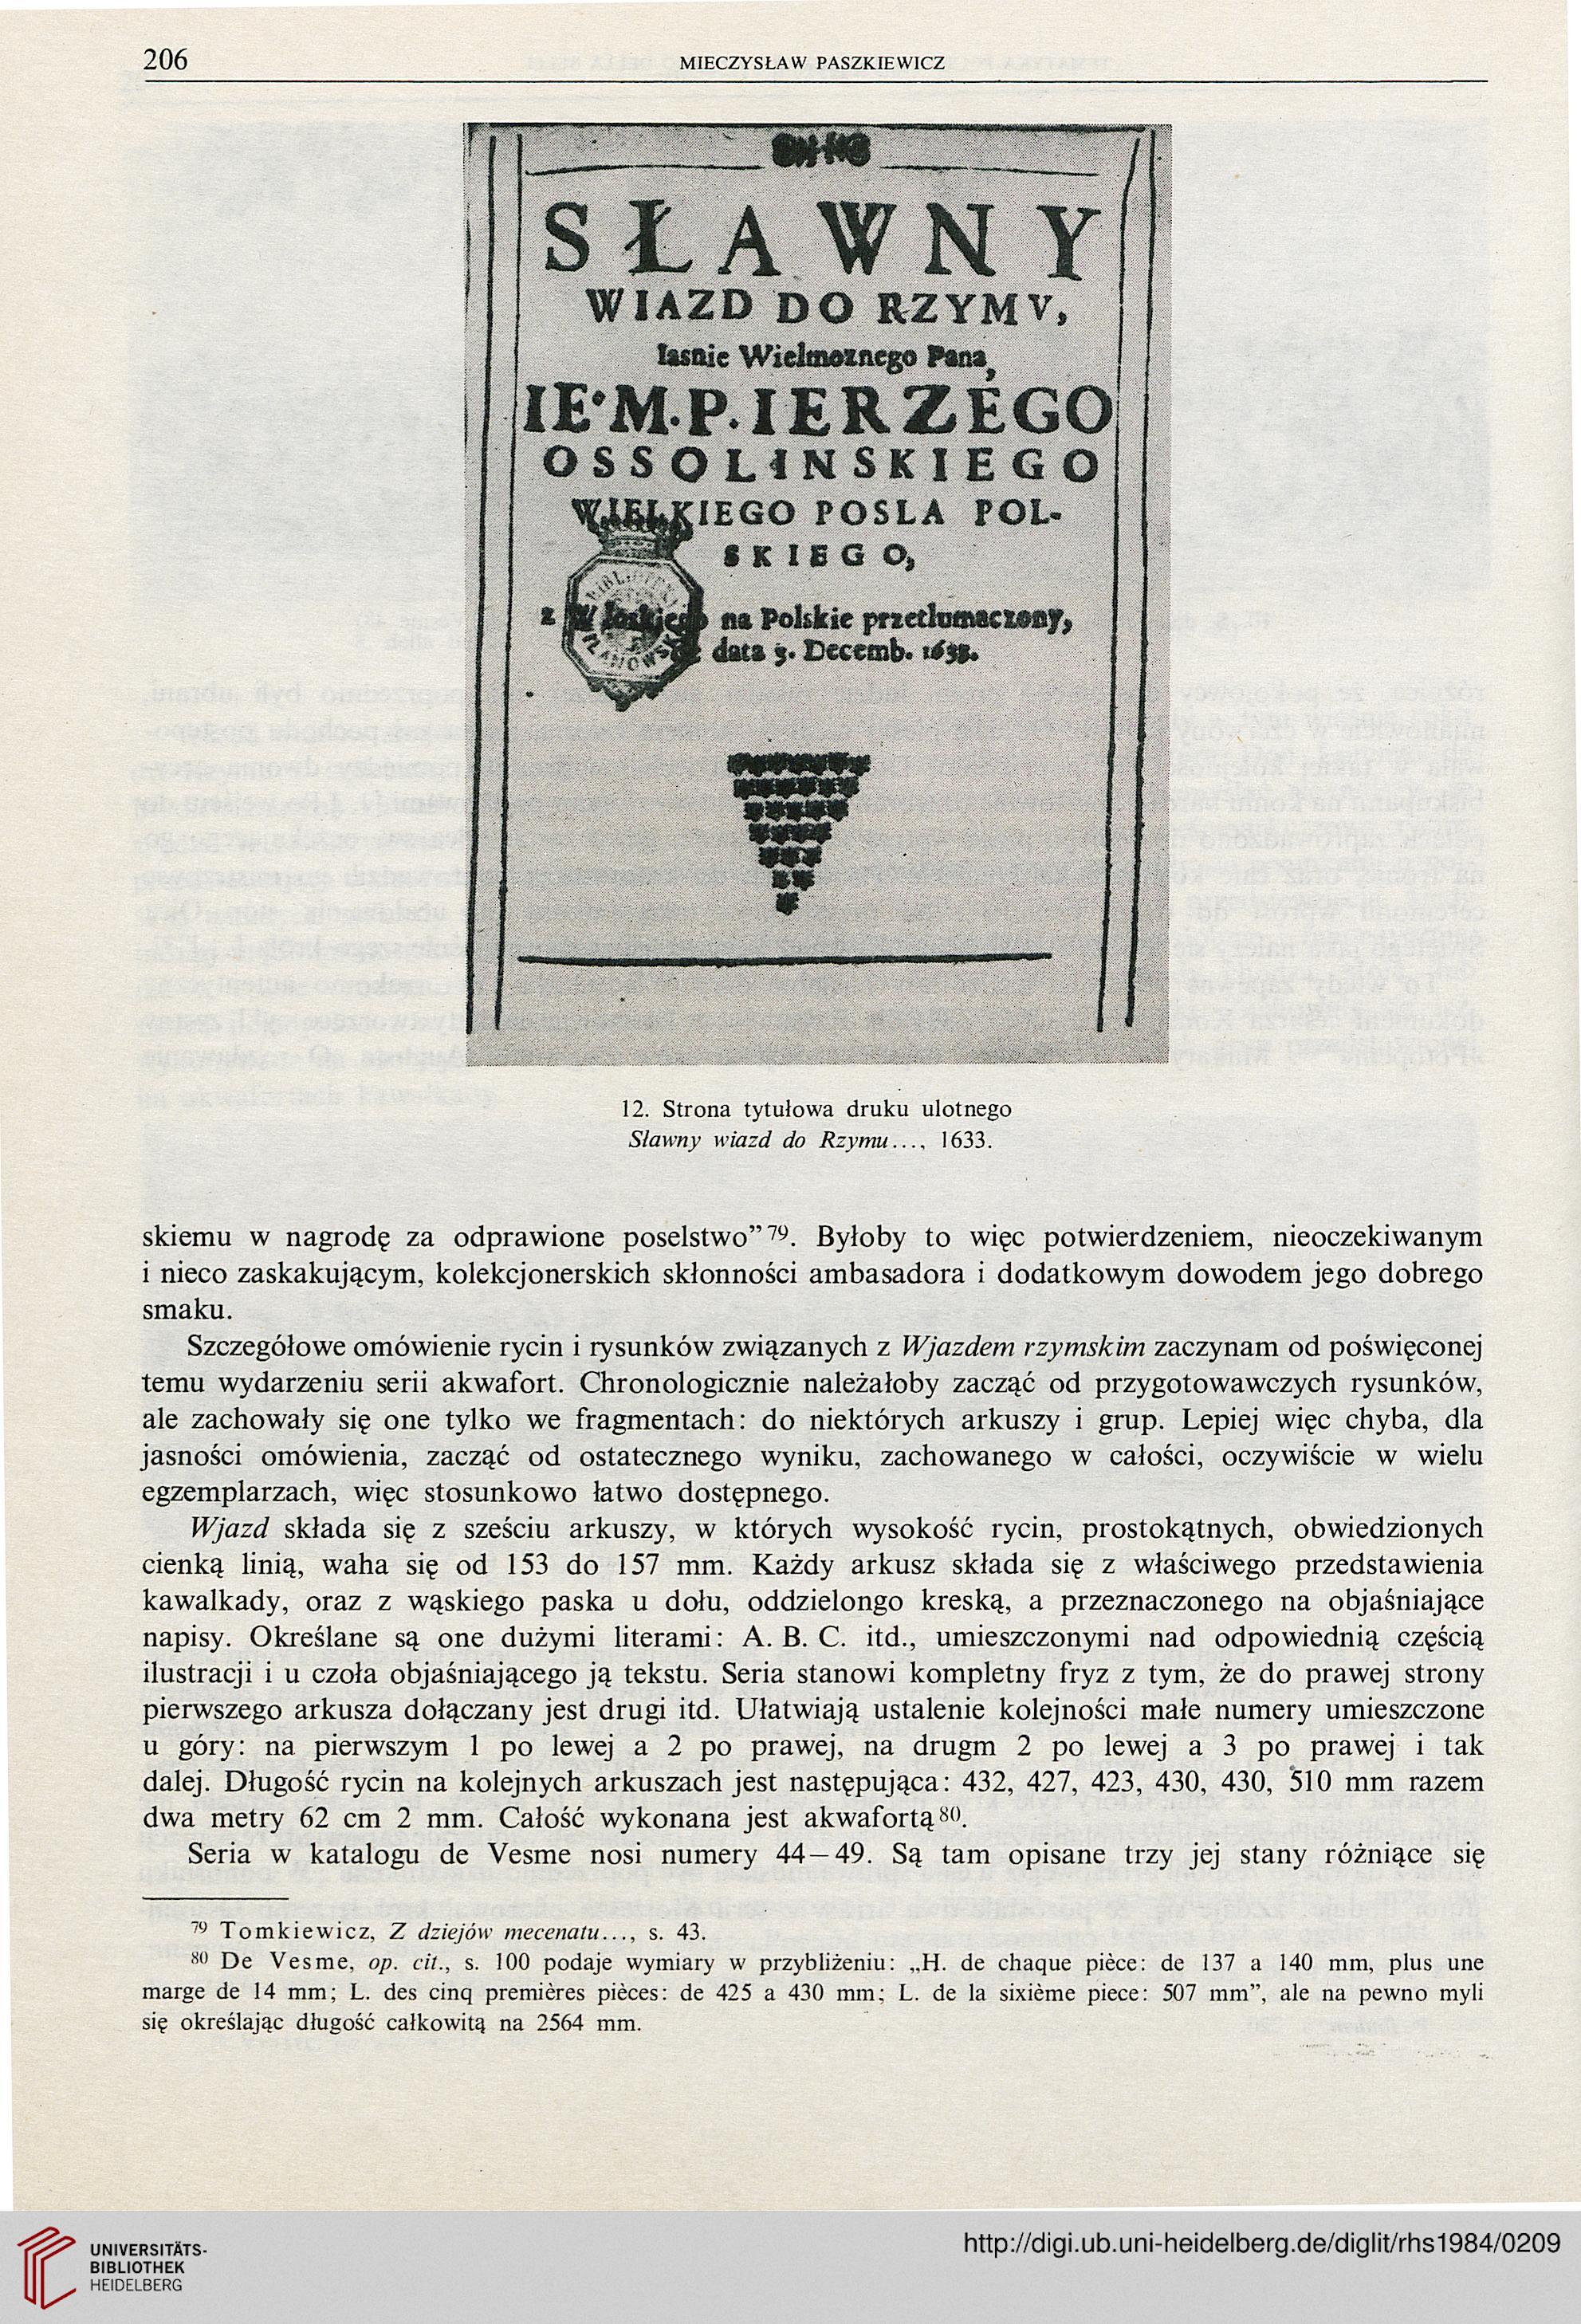 206
MIECZYSŁAW PASZKIEWICZ
SŁAWNY
WIAZD DO RZYMV,
Iasnie Wielmoznego Pana,
IE·M·P·IERZEGO
OSSOLINSKIEGO
WIELKIEGO POSLA POL-
SKIEGO,
z Włoskiego na Polskie przetlumaczony,
data 5. Decemb. 1633.
12. Strona tytułowa druku ulotnego
Sławny wiazd do Rzymu..., 1633.
skiemu w nagrodę za odprawione poselstwo”79. Byłoby to więc potwierdzeniem, nieoczekiwanym
i nieco zaskakującym, kolekcjonerskich skłonności ambasadora i dodatkowym dowodem jego dobrego
smaku.
Szczegółowe omówienie rycin i rysunków związanych z Wjazdem rzymskim zaczynam od poświęconej
temu wydarzeniu serii akwafort. Chronologicznie należałoby zacząć od przygotowawczych rysunków,
ale zachowały się one tylko we fragmentach: do niektórych arkuszy i grup. Lepiej więc chyba, dla
jasności omówienia, zacząć od ostatecznego wyniku, zachowanego w całości, oczywiście w wielu
egzemplarzach, więc stosunkowo łatwo dostępnego.
Wjazd składa się z sześciu arkuszy, w których wysokość rycin, prostokątnych, obwiedzionych
cienką linią, waha się od 153 do 157 mm. Każdy arkusz składa się z właściwego przedstawienia
kawalkady, oraz z wąskiego paska u dołu, oddzielongo kreską, a przeznaczonego na objaśniające
napisy. Określane są one dużymi literami: A. B. C. itd., umieszczonymi nad odpowiednią częścią
ilustracji i u czoła objaśniającego ją tekstu. Seria stanowi kompletny fryz z tym, że do prawej strony
pierwszego arkusza dołączany jest drugi itd. Ułatwiają ustalenie kolejności małe numery umieszczone
u góry: na pierwszym 1 po lewej a 2 po prawej, na drugm 2 po lewej a 3 po prawej i tak
dalej. Długość rycin na kolejnych arkuszach jest następująca: 432, 427, 423, 430, 430, 510 mm razem
dwa metry 62 cm 2 mm. Całość wykonana jest akwafortą80.
Seria w katalogu de Vesme nosi numery 44—49. Są tam opisane trzy jej stany różniące się
79 Tomkiewicz, Z dziejów mecenatu..., s. 43.
80 De Vesme, op. cit., s. 100 podaje wymiary w przybliżeniu: „H. de chaque pièce: de 137 a 140 mm, plus une
marge de 14 mm; L. des cinq premières pièces: de 425 a 430 mm; L. de la sixième piece: 507 mm”, ale na pewno myli
się określając długość całkowitą na 2564 mm.
UNIVERSITÄTS-
BIBLIOTHEK
HEIDELBERG
http://digi.ub.uni-heidelberg.de/diglit/rhs1984/0209